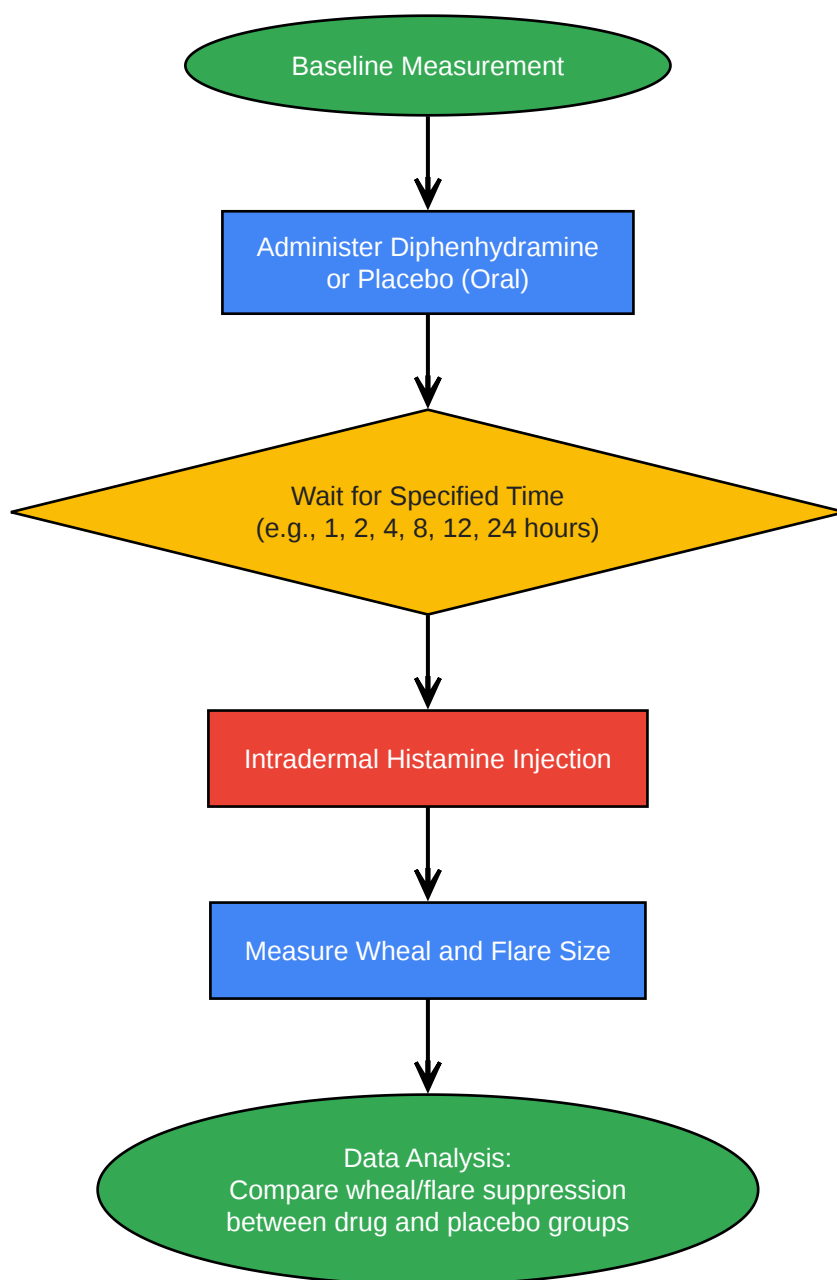 Baseline Measurement
Administer Diphenhydramine
or Placebo (Oral)
Wait for Specified Time
(e.g., 1, 2, 4, 8, 12, 24 hours)
Intradermal Histamine Injection
Measure Wheal and Flare Size
Data Analysis:
Compare wheal/flare suppression
between drug and placebo groups